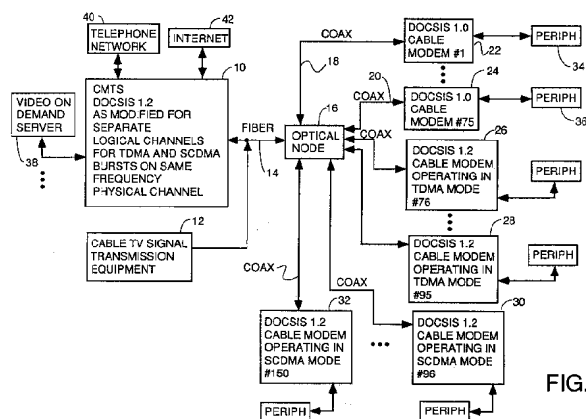 40
TELEPHONE
NETWORK
42
INTERNET
10
CMTS
DOCSIS 1.2
AS MODIFIED FOR
SEPARATE
LOGICAL CHANNELS
FOR TDMA AND SCDMA
BURSTS ON SAME
FREQUENCY
PHYSICAL CHANNEL
VIDEO ON
DEMAND
SERVER
38
FIBER
14
16
OPTICAL
NODE
12
CABLE TV SIGNAL
TRANSMISSION
EQUIPMENT
COAX
18
DOCSIS 1.0
CABLE
MODEM #1
22
PERIPH
34
20
COAX
24
DOCSIS 1.0
CABLE
MODEM #75
PERIPH
36
COAX
26
DOCSIS 1.2
CABLE MODEM
OPERATING IN
TDMA MODE
#76
PERIPH
28
DOCSIS 1.2
CABLE MODEM
OPERATING IN
TDMA MODE
#95
PERIPH
COAX
32
DOCSIS 1.2
CABLE MODEM
OPERATING IN
SCDMA MODE
#150
PERIPH
COAX
30
DOCSIS 1.2
CABLE MODEM
OPERATING IN
SCDMA MODE
#96
PERIPH
FIG.